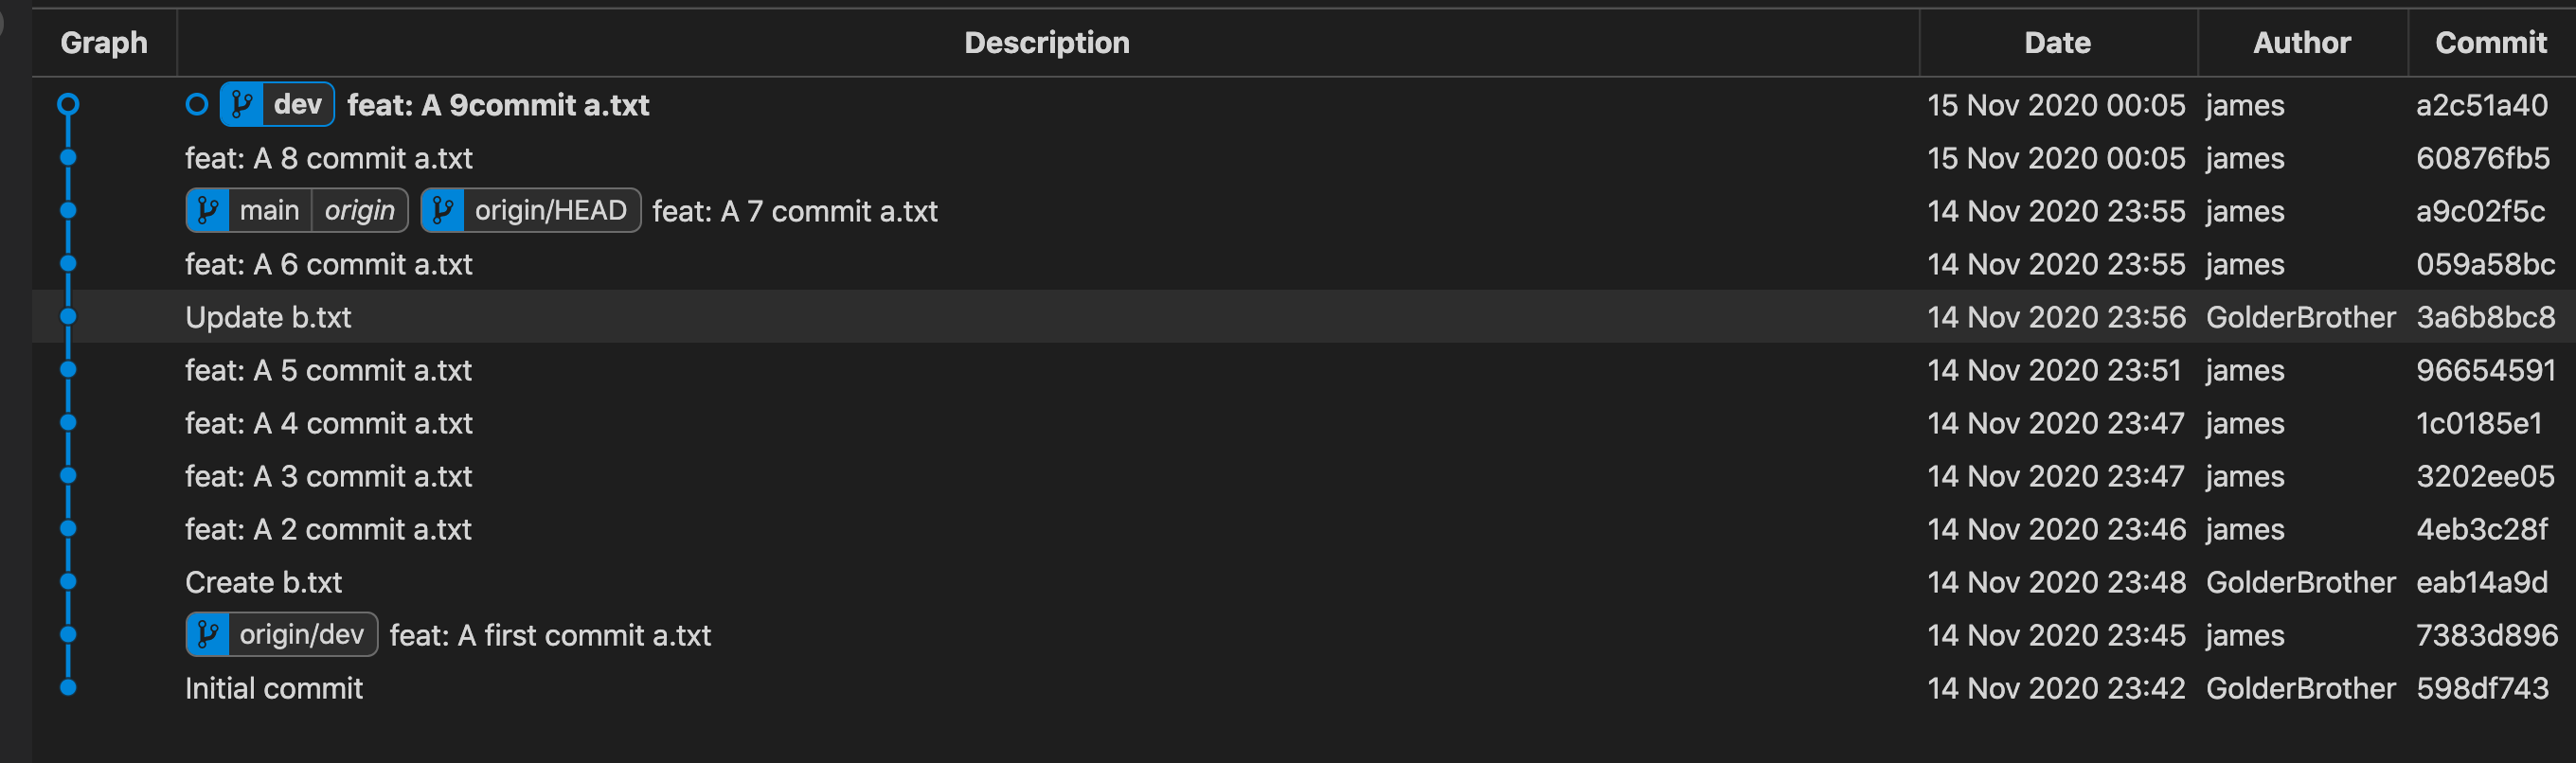 Graph Description Date Author Commit
dev feat: A 9commit a.txt 15 Nov 2020 00:05 james a2c51a40
feat: A 8 commit a.txt 15 Nov 2020 00:05 james 60876fb5
main origin origin/HEAD feat: A 7 commit a.txt 14 Nov 2020 23:55 james a9c02f5c
feat: A 6 commit a.txt 14 Nov 2020 23:55 james 059a58bc
Update b.txt 14 Nov 2020 23:56 GolderBrother 3a6b8bc8
feat: A 5 commit a.txt 14 Nov 2020 23:51 james 96654591
feat: A 4 commit a.txt 14 Nov 2020 23:47 james 1c0185e1
feat: A 3 commit a.txt 14 Nov 2020 23:47 james 3202ee05
feat: A 2 commit a.txt 14 Nov 2020 23:46 james 4eb3c28f
Create b.txt 14 Nov 2020 23:48 GolderBrother eab14a9d
origin/dev feat: A first commit a.txt 14 Nov 2020 23:45 james 7383d896
Initial commit 14 Nov 2020 23:42 GolderBrother 598df743